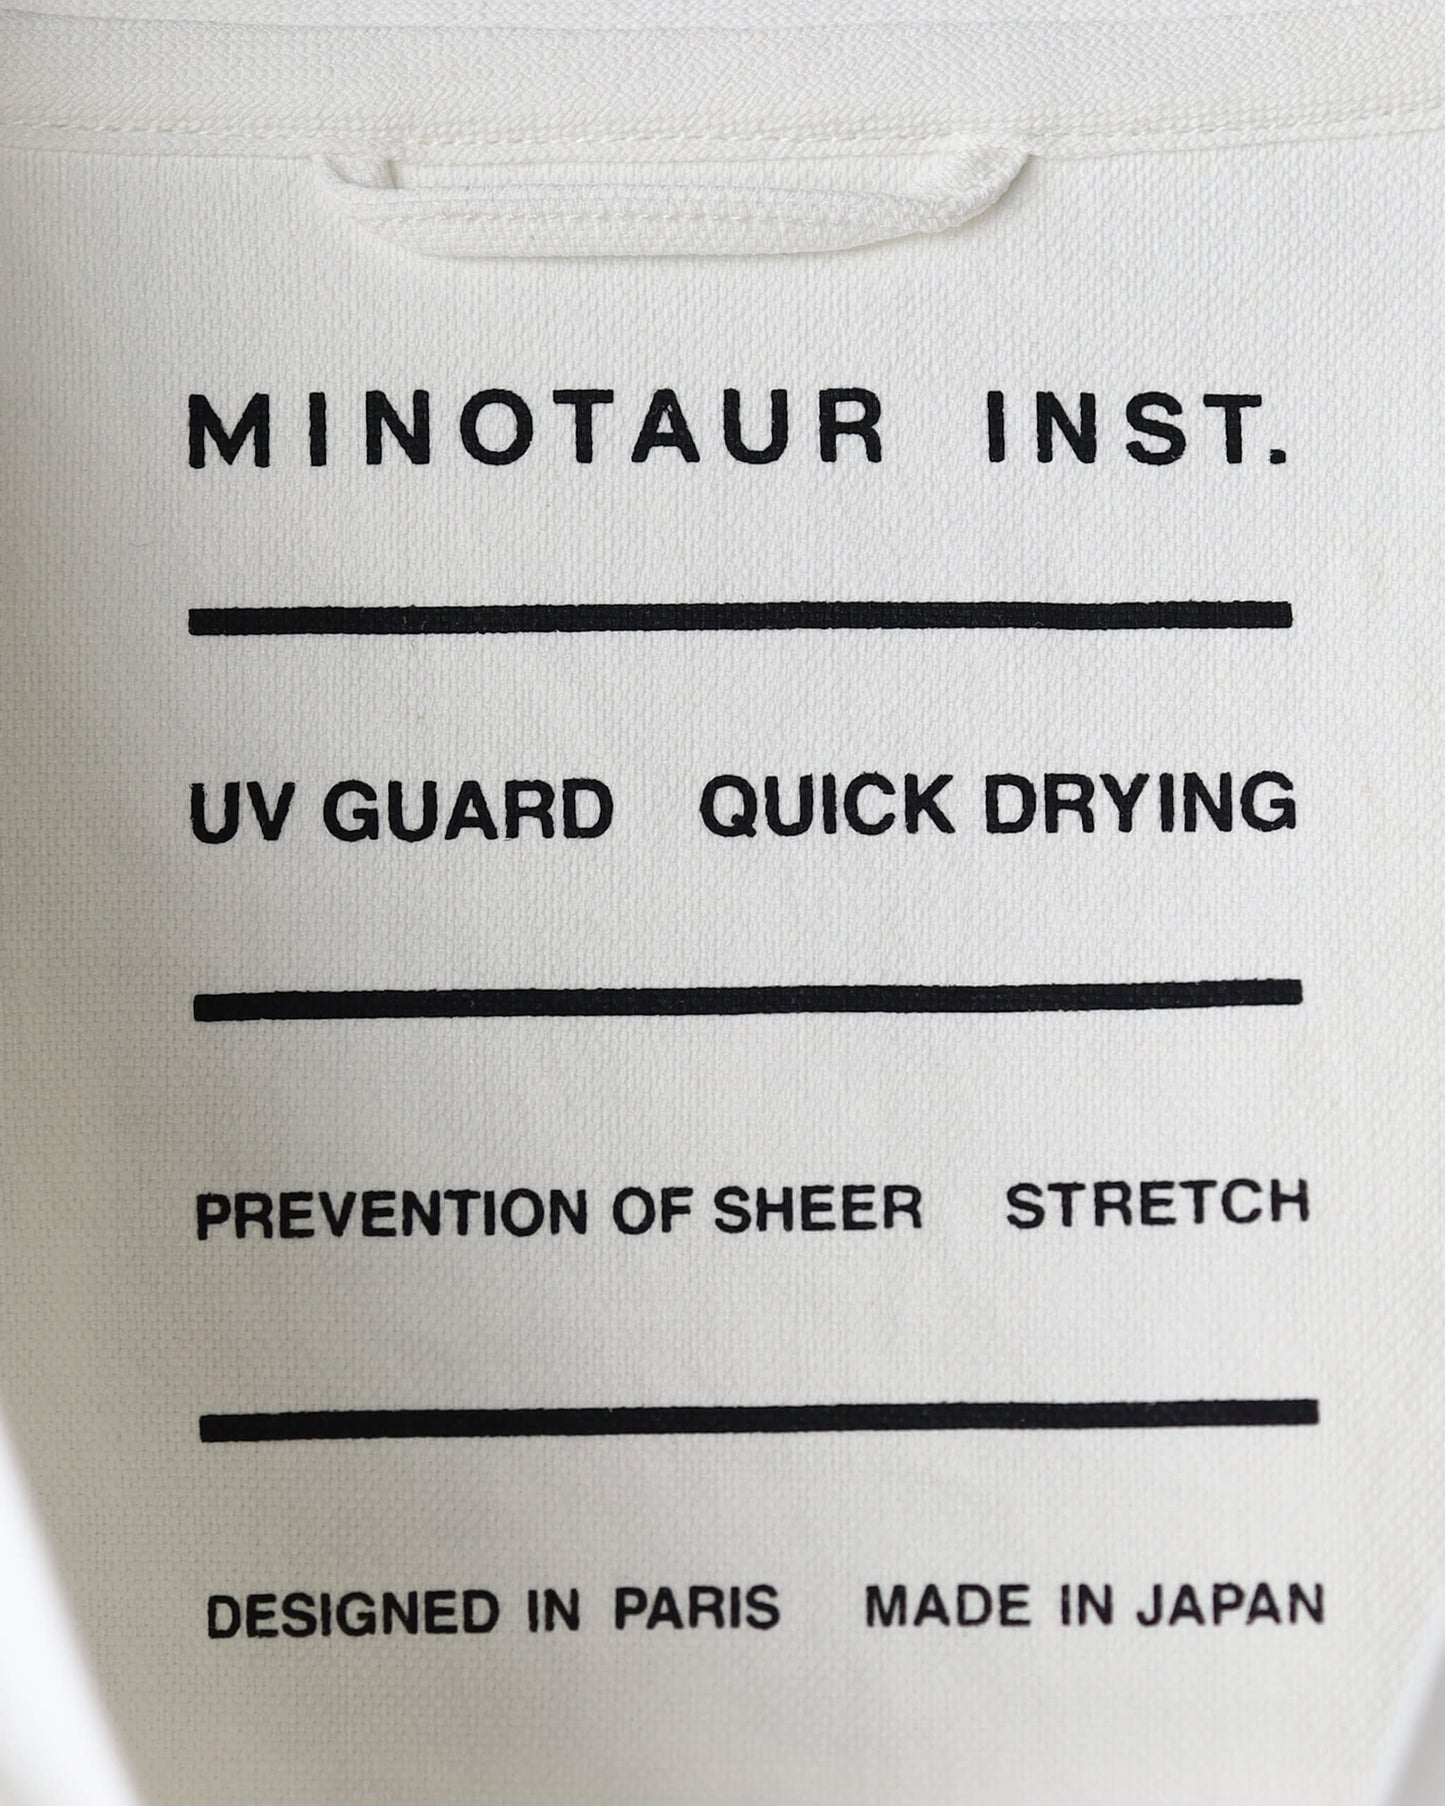 MINOTAUR INST.
UV GUARD QUICK DRYING
PREVENTION OF SHEER STRETCH
DESIGNED IN PARIS MADE IN JAPAN